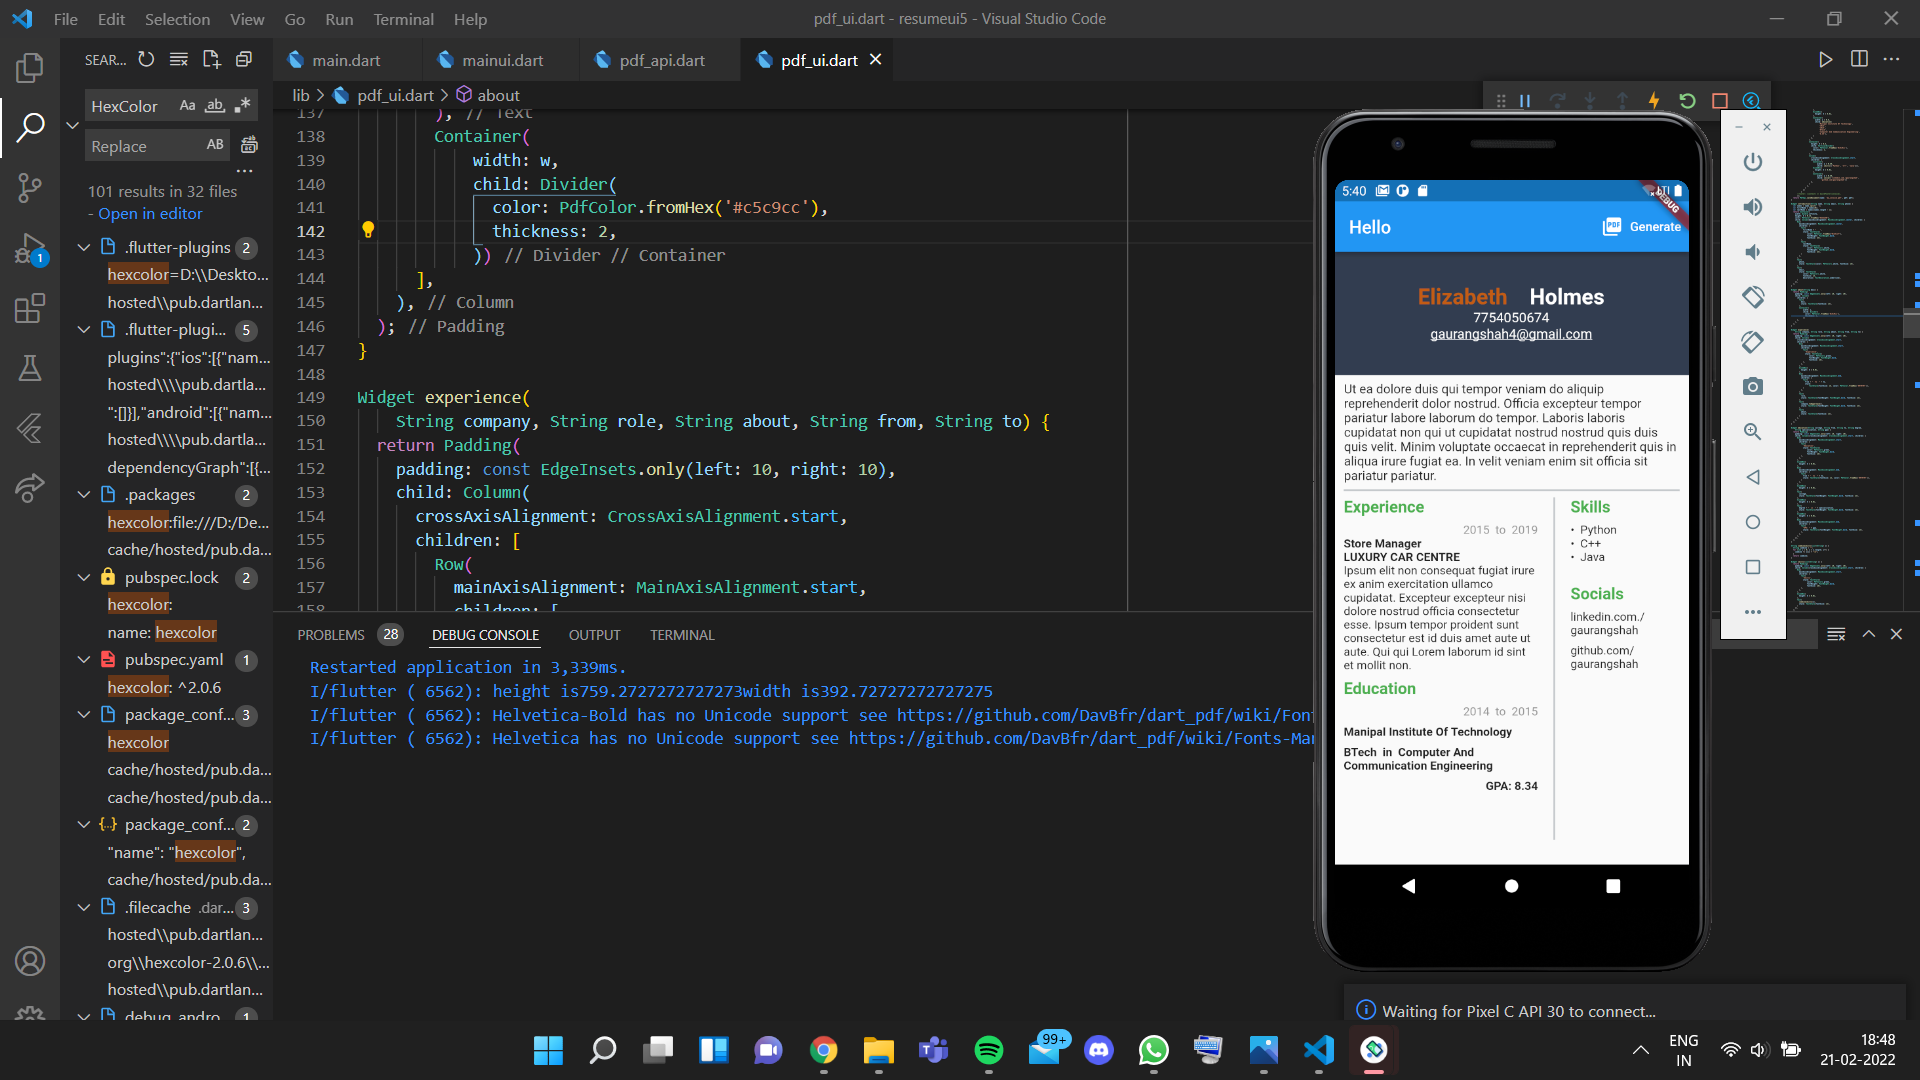 File Edit Selection View Go Run Terminal Help
pdf_ui.dart - resumeui5 - Visual Studio Code
SEAR...
main.dart
mainui.dart
pdf_api.dart
pdf_ui.dart
lib > pdf_ui.dart > about
HexColor Aa ab
Replace AB
101 results in 32 files
- Open in editor
.flutter-plugins 2
hexcolor=D:\\Deskto...
hosted\\pub.dartlan...
.flutter-plugi... 5
plugins":{"ios":[{"nam...
hosted\\\\pub.dartla...
":[]}],"android":[{"nam...
hosted\\\\pub.dartla...
dependencyGraph":[{...
.packages 2
hexcolor:file:///D:/De...
cache/hosted/pub.da...
pubspec.lock 2
hexcolor:
name: hexcolor
pubspec.yaml 1
hexcolor: ^2.0.6
package_conf... 3
hexcolor
cache/hosted/pub.da...
cache/hosted/pub.da...
package_conf... 2
"name": "hexcolor",
cache/hosted/pub.da...
.filecache .dar... 3
hosted\\pub.dartlan...
org\\hexcolor-2.0.6\\...
hosted\\pub.dartlan...
debug_andro 1
1
137 ), // Text
138 Container(
139 width: w,
140 child: Divider(
141 color: PdfColor.fromHex('#c5c9cc'),
142 thickness: 2,
143 )) // Divider // Container
144 ],
145 ), // Column
146 ); // Padding
147 }
148
149 Widget experience(
150 String company, String role, String about, String from, String to) {
151 return Padding(
152 padding: const EdgeInsets.only(left: 10, right: 10),
153 child: Column(
154 crossAxisAlignment: CrossAxisAlignment.start,
155 children: [
156 Row(
157 mainAxisAlignment: MainAxisAlignment.start,
158 children: [
PROBLEMS 28 DEBUG CONSOLE OUTPUT TERMINAL
Restarted application in 3,339ms.
I/flutter ( 6562): height is759.2727272727273width is392.72727272727275
I/flutter ( 6562): Helvetica-Bold has no Unicode support see https://github.com/DavBfr/dart_pdf/wiki/Fon
I/flutter ( 6562): Helvetica has no Unicode support see https://github.com/DavBfr/dart_pdf/wiki/Fonts-Ma
5:40
DEBUG
Hello
PDF Generate
Elizabeth Holmes
7754050674
gaurangshah4@gmail.com
Ut ea dolore duis qui tempor veniam do aliquip
reprehenderit dolor nostrud. Officia excepteur tempor
pariatur labore laborum do tempor. Laboris laboris
cupidatat non qui ut cupidatat nostrud nostrud quis duis
quis velit. Minim voluptate occaecat in reprehenderit quis in
aliqua irure fugiat ea. In velit veniam enim sit officia sit
pariatur pariatur.
Experience
2015 to 2019
Store Manager
LUXURY CAR CENTRE
Ipsum elit non consequat fugiat irure
ex anim exercitation ullamco
cupidatat. Excepteur excepteur nisi
dolore nostrud officia consectetur
esse. Ipsum tempor proident sunt
consectetur est id duis amet aute ut
aute. Qui qui Lorem laborum id sint
et mollit non.
Education
2014 to 2015
Manipal Institute Of Technology
BTech in Computer And
Communication Engineering
GPA: 8.34
Skills
• Python
• C++
• Java
Socials
linkedin.com./
gaurangshah
github.com/
gaurangshah
Waiting for Pixel C API 30 to connect...
99+
ENG
IN
18:48
21-02-2022